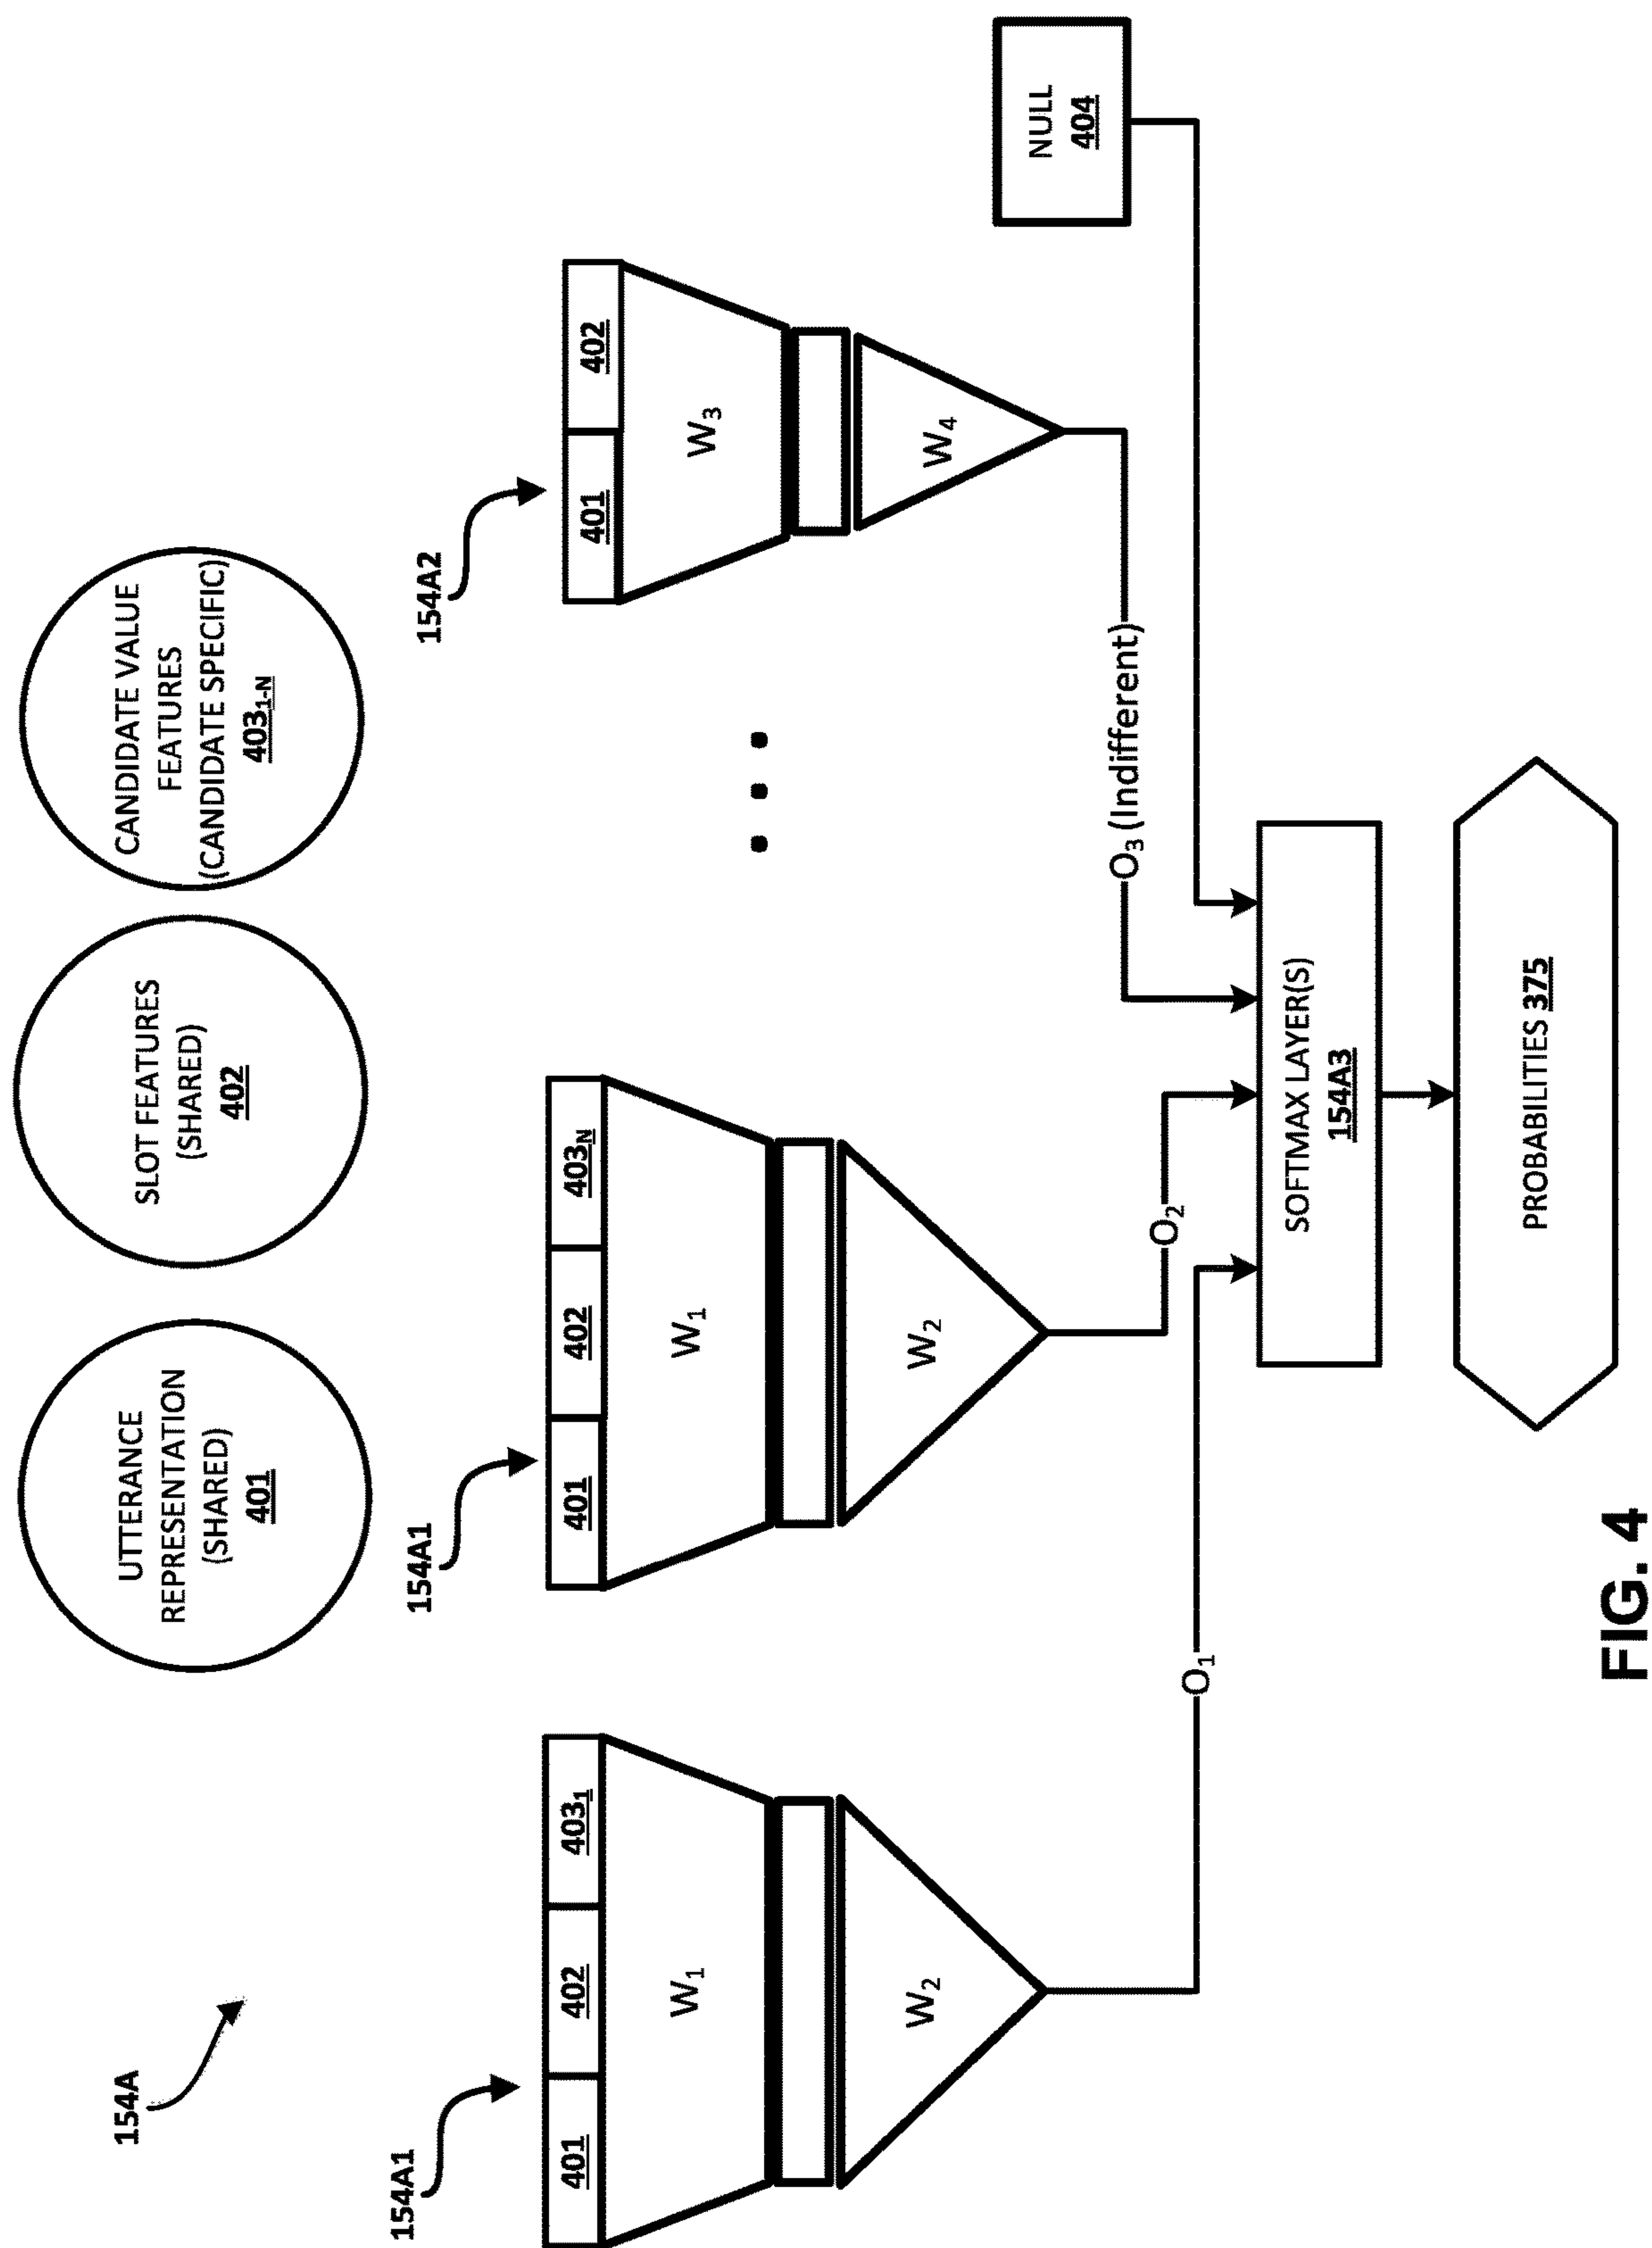 154A
UTTERANCE
REPRESENTATION
(SHARED)
401
SLOT FEATURES
(SHARED)
402
CANDIDATE VALUE
FEATURES
(CANDIDATE SPECIFIC)
403₁₋N
154A1
401 402 403₁
W₁
W₂
154A1
401 402 403N
W₁
W₂
154A2
401 402
W₃
W₄
NULL
404
O₁
O₂
O₃ (Indifferent)
SOFTMAX LAYER(S)
154A3
PROBABILITIES 375
FIG. 4